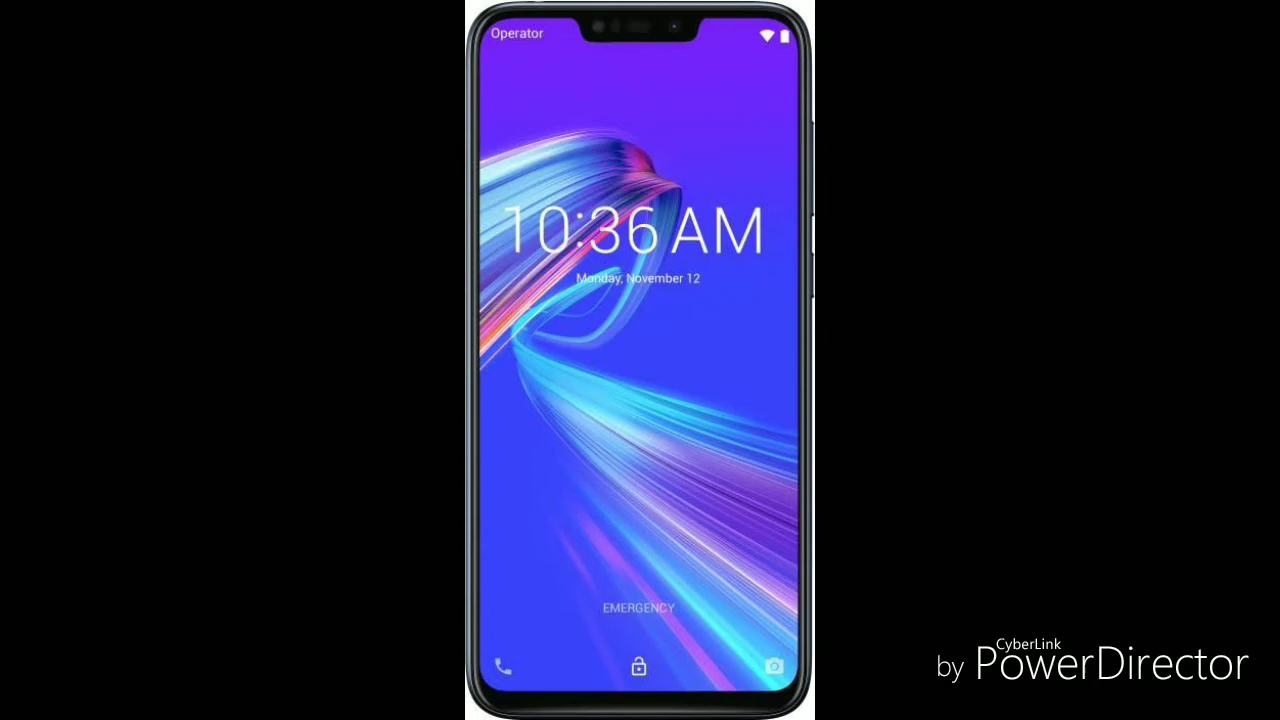 Operator
10:36 AM
Monday, November 12
EMERGENCY
CyberLink
by PowerDirector